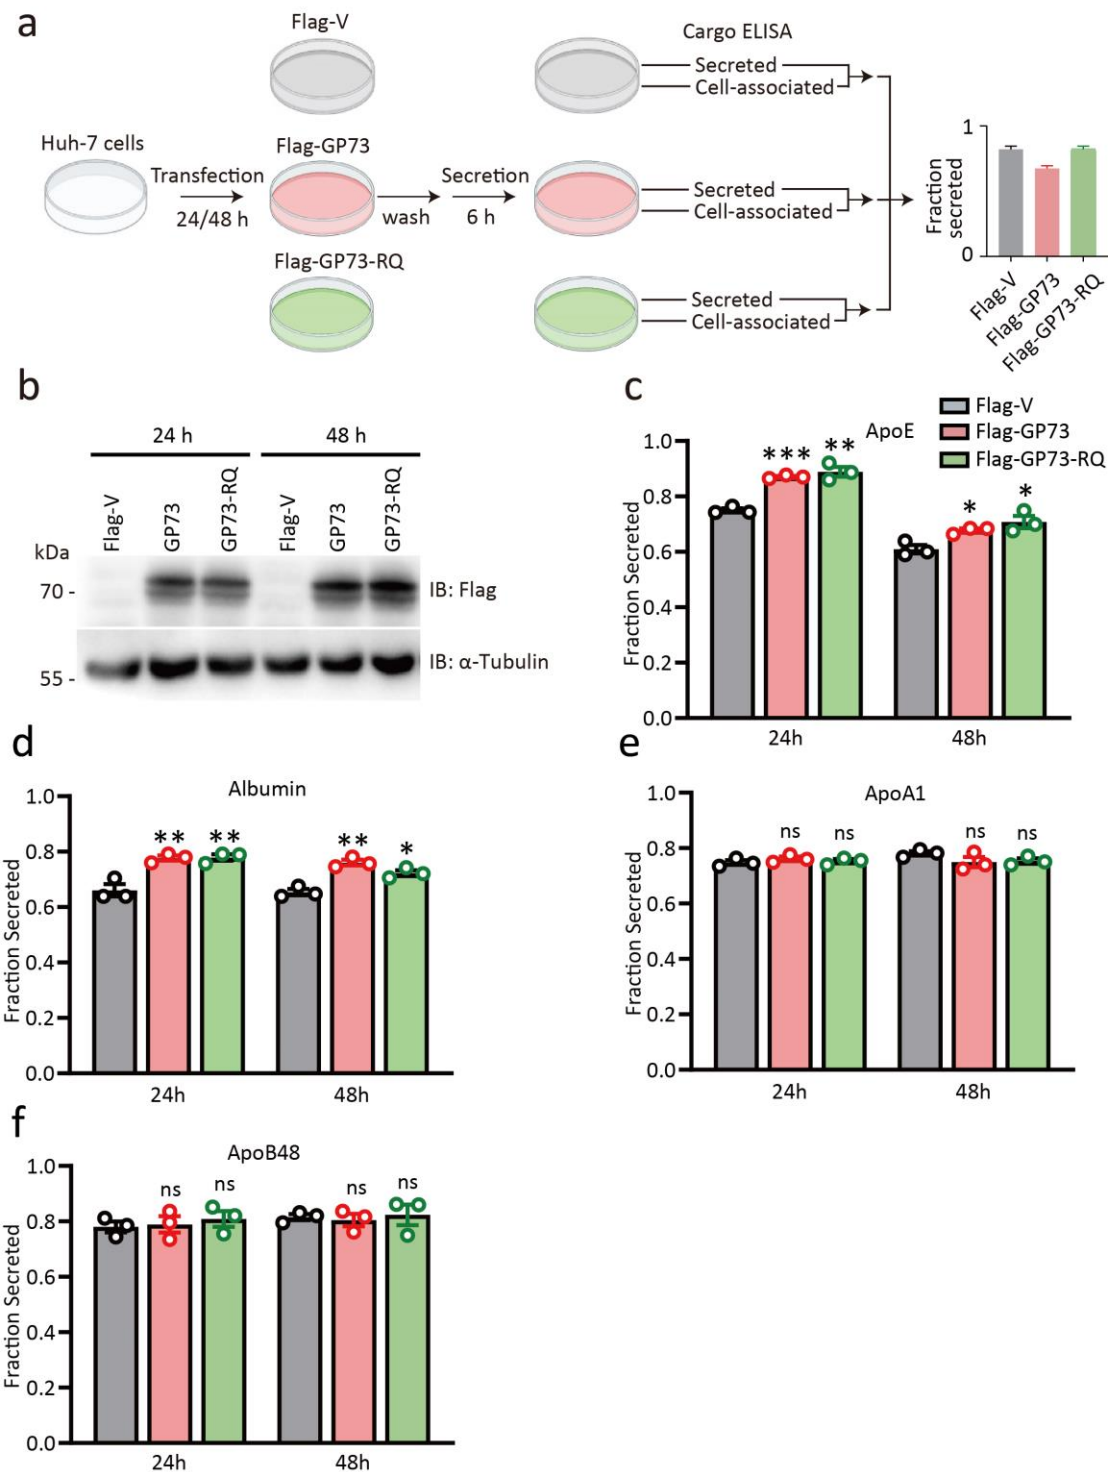 a
Flag-V
Cargo ELISA
Secreted
Cell-associated
Huh-7 cells
Transfection
24/48 h
Flag-GP73
wash
Secretion
6 h
Secreted
Cell-associated
Flag-GP73-RQ
Secreted
Cell-associated
Fraction
secreted
1
0
Flag-V
Flag-GP73
Flag-GP73-RQ
b
24 h
48 h
Flag-V
GP73
GP73-RQ
Flag-V
GP73
GP73-RQ
kDa
70 -
IB: Flag
55 -
IB: α-Tubulin
c
ApoE
Flag-V
Flag-GP73
Flag-GP73-RQ
Fraction Secreted
1.0
0.8
0.6
0.4
0.2
0.0
*** **
* *
24h
48h
d
Albumin
Fraction Secreted
1.0
0.8
0.6
0.4
0.2
0.0
** **
** *
24h
48h
e
ApoA1
Fraction Secreted
1.0
0.8
0.6
0.4
0.2
0.0
ns ns
ns ns
24h
48h
f
ApoB48
Fraction Secreted
1.0
0.8
0.6
0.4
0.2
0.0
ns ns
ns ns
24h
48h